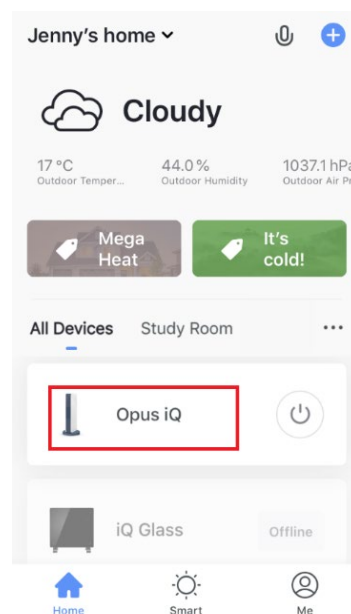 Jenny's home
Cloudy
17 °C 44.0 % 1037.1 hPa
Outdoor Temper... Outdoor Humidity Outdoor Air Pr
Mega Heat
It's cold!
All Devices Study Room ...
Opus iQ
iQ Glass Offline
Home Smart Me